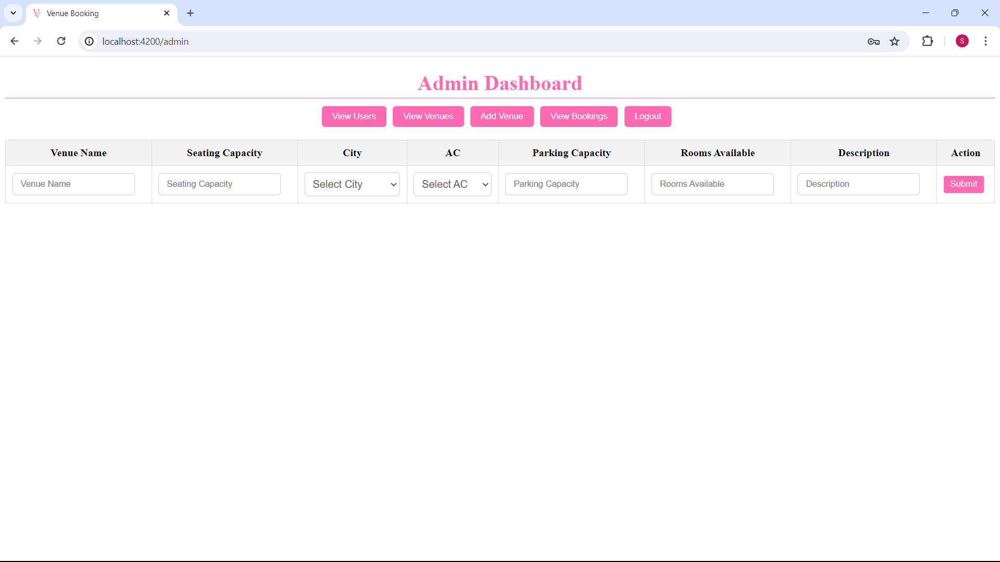 Venue Booking
localhost:4200/admin
S
Admin Dashboard
View Users View Venues Add Venue View Bookings Logout
Venue Name Seating Capacity City AC Parking Capacity Rooms Available Description Action
Venue Name Seating Capacity Select City Select AC Parking Capacity Rooms Available Description Submit